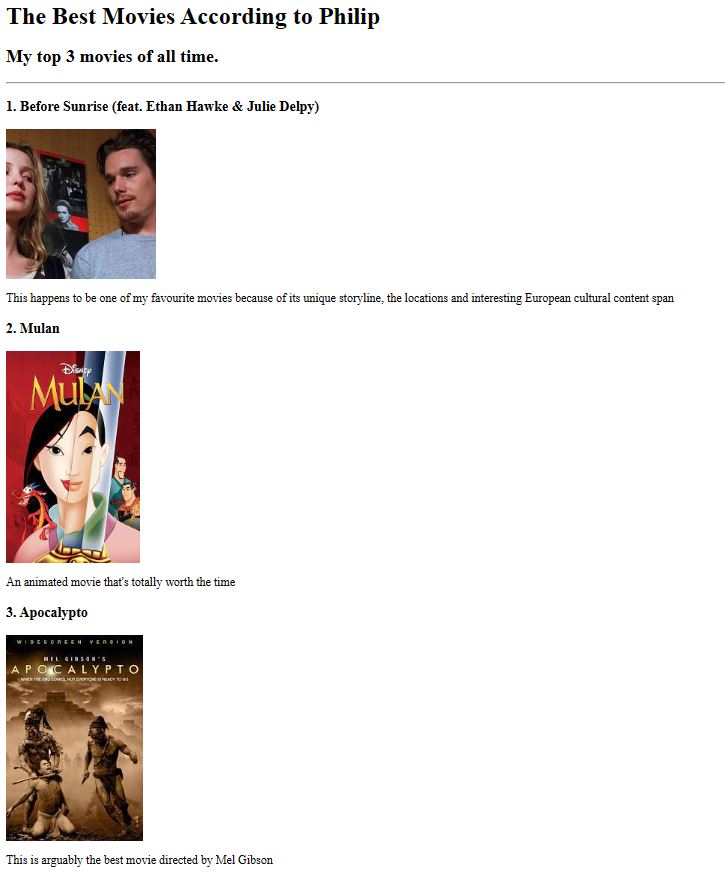 The Best Movies According to Philip
My top 3 movies of all time.
1. Before Sunrise (feat. Ethan Hawke & Julie Delpy)
This happens to be one of my favourite movies because of its unique storyline, the locations and interesting European cultural content span
2. Mulan
DISNEY
MULAN
An animated movie that's totally worth the time
3. Apocalypto
WIDESCREEN VERSION
MEL GIBSON'S
APOCALYPTO
WHEN THE END COMES, NOT EVERYONE IS READY TO GO
This is arguably the best movie directed by Mel Gibson